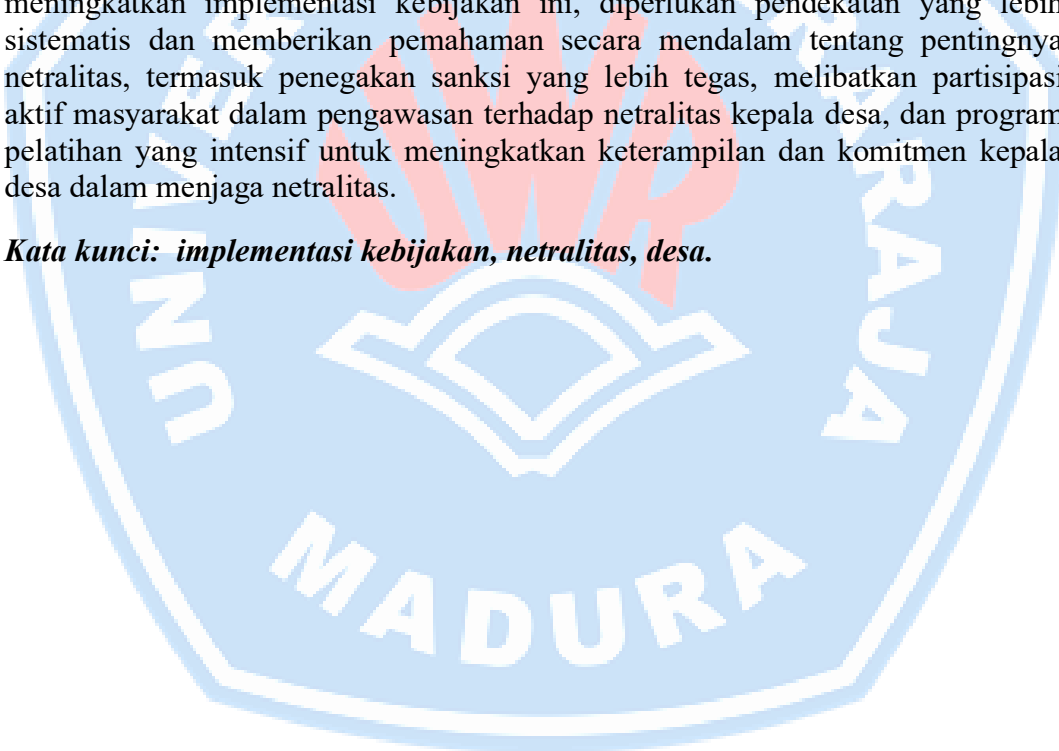 meningkatkan implementasi kebijakan ini, diperlukan pendekatan yang lebih
sistematis dan memberikan pemahaman secara mendalam tentang pentingnya
netralitas, termasuk penegakan sanksi yang lebih tegas, melibatkan partisipasi
aktif masyarakat dalam pengawasan terhadap netralitas kepala desa, dan program
pelatihan yang intensif untuk meningkatkan keterampilan dan komitmen kepala
desa dalam menjaga netralitas.
Kata kunci: implementasi kebijakan, netralitas, desa.
UWR
MADURA